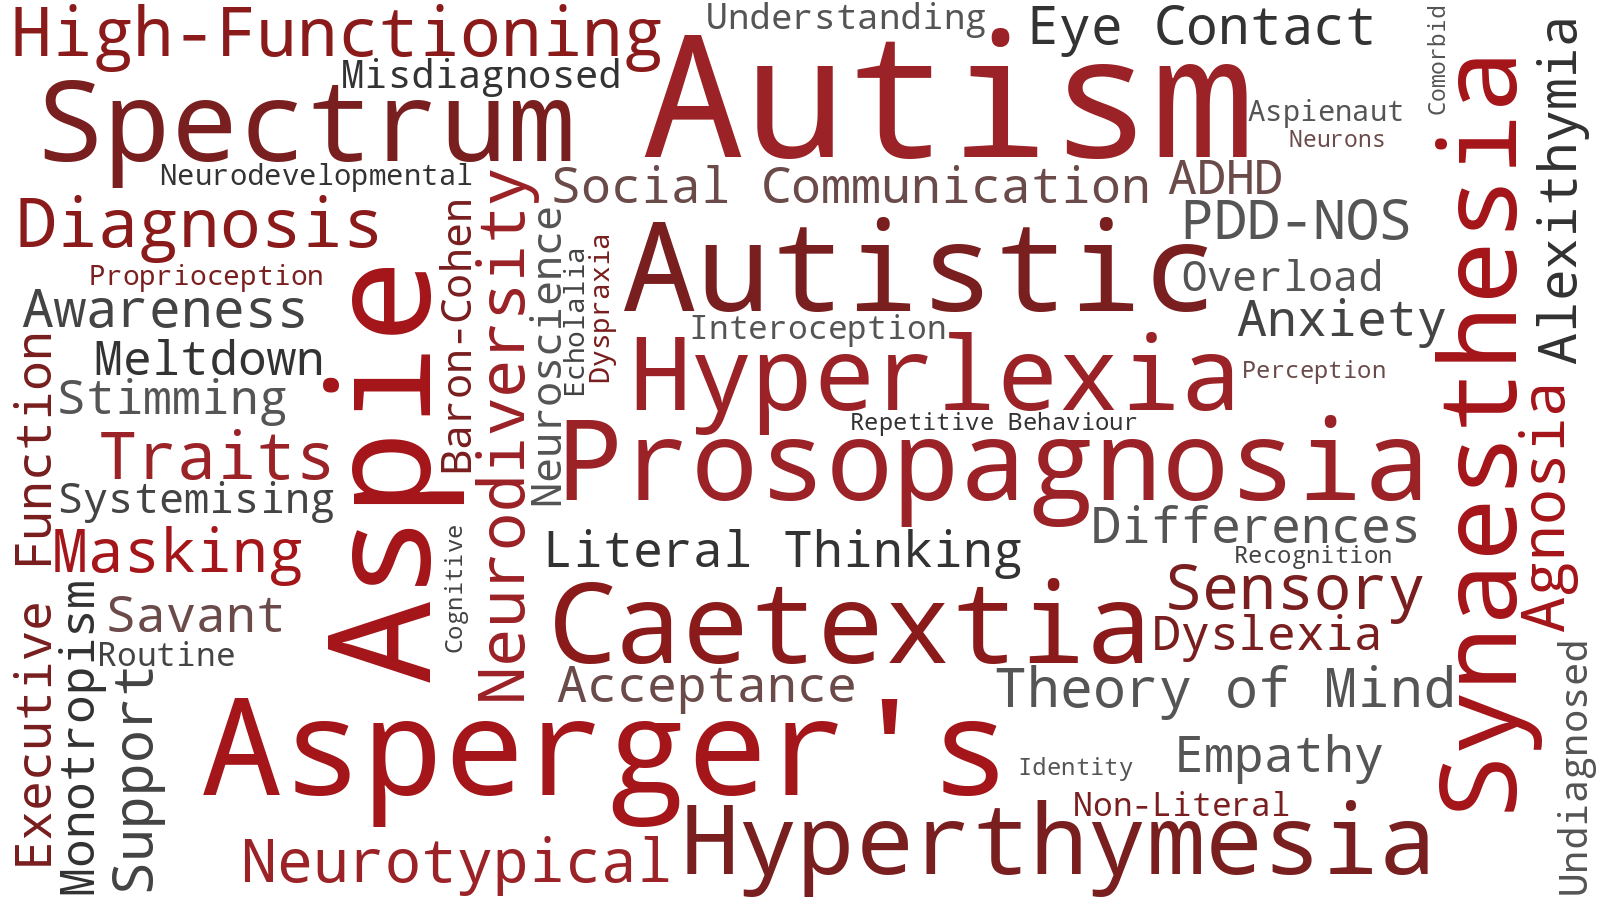 High-Functioning
Understanding
Eye Contact
Comorbid
Misdiagnosed
Autism
Spectrum
Aspienaut
Neurons
Synaesthesia
Alexithymia
Neurodevelopmental
Social Communication
ADHD
Diagnosis
PDD-NOS
Baron-Cohen
Neurodiversity
Neuroscience
Echolalia
Dyspraxia
Autistic
Proprioception
Overload
Awareness
Aspie
Interoception
Anxiety
Meltdown
Hyperlexia
Perception
Stimming
Executive Function
Repetitive Behaviour
Traits
Prosopagnosia
Agnosia
Systemising
Differences
Masking
Cognitive
Literal Thinking
Recognition
Monotropism
Savant
Caetextia
Sensory
Dyslexia
Routine
Support
Acceptance
Theory of Mind
Undiagnosed
Asperger's
Empathy
Identity
Non-Literal
Neurotypical
Hyperthymesia